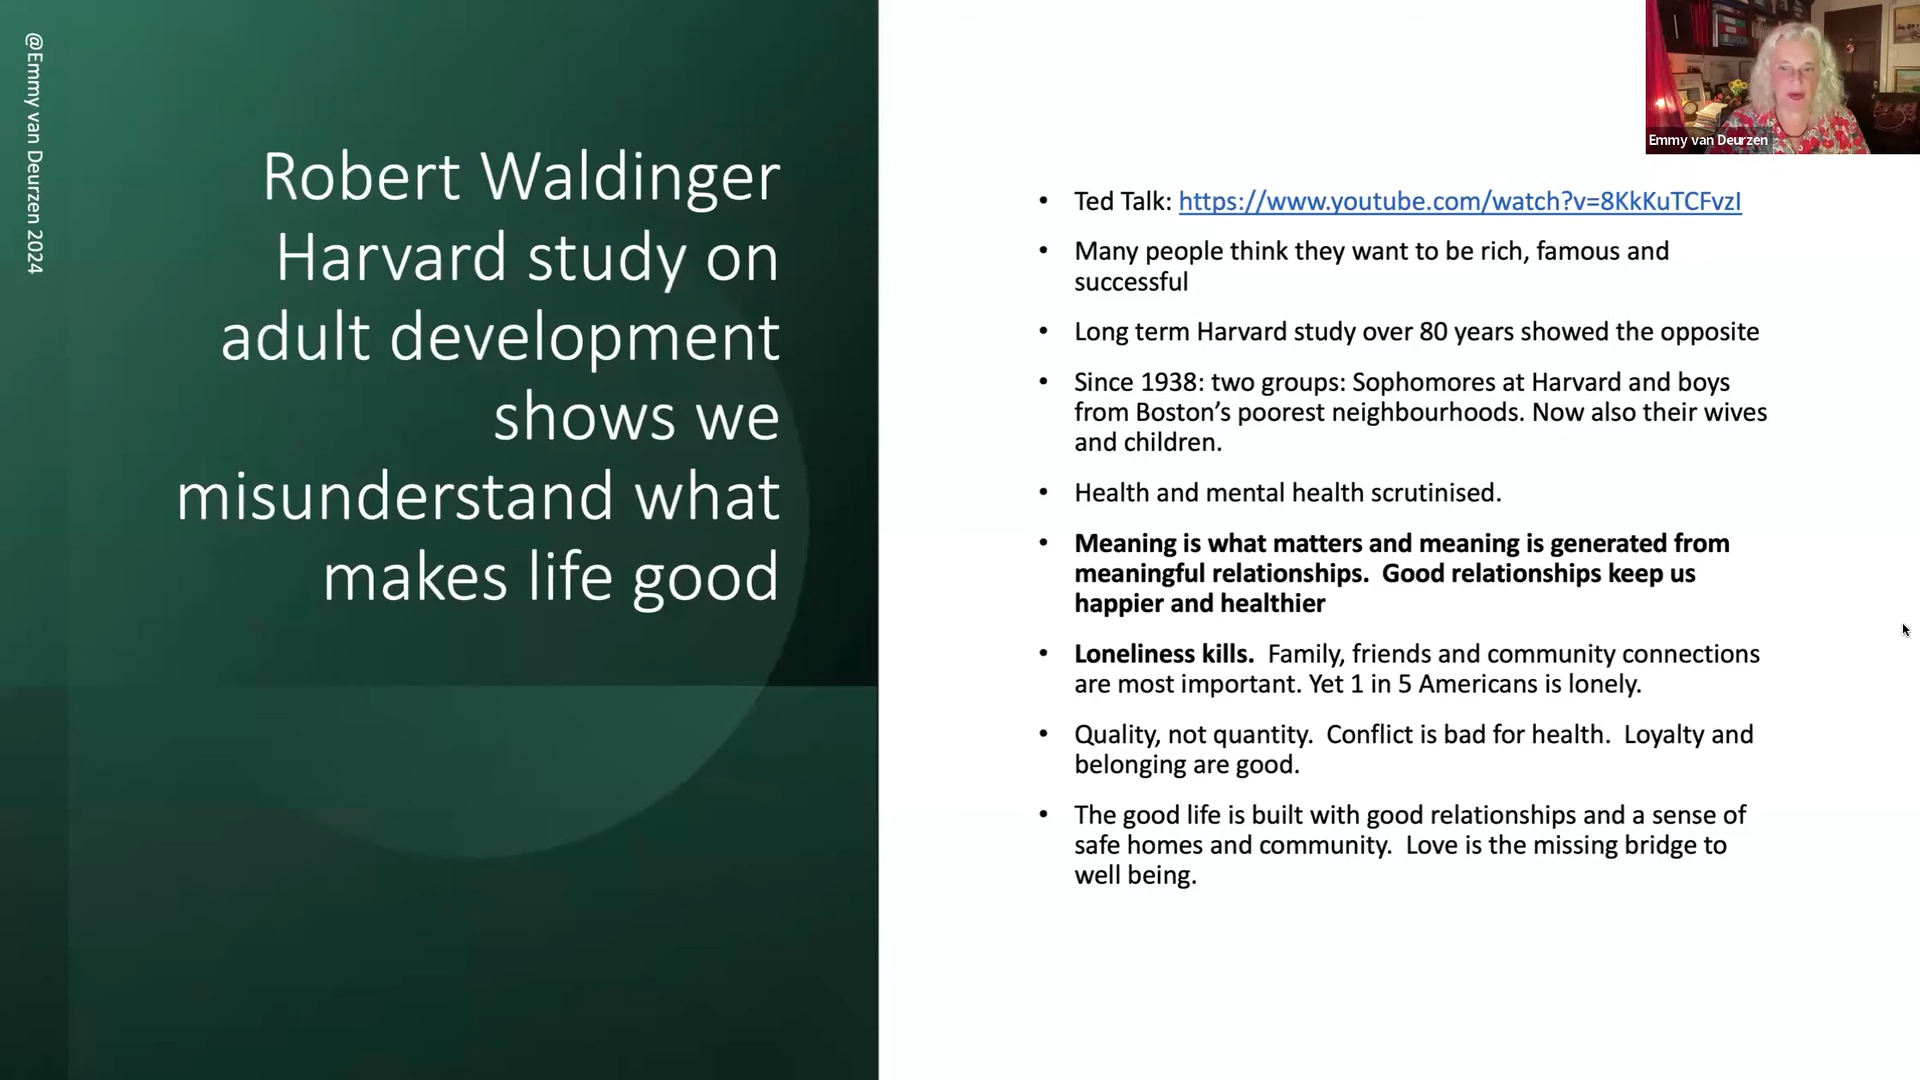 @Emmy van Deurzen 2024
Robert Waldinger
Harvard study on
adult development
shows we
misunderstand what
makes life good
Emmy van Deurzen
• Ted Talk: https://www.youtube.com/watch?v=8KkKuTCFvzI
• Many people think they want to be rich, famous and
successful
• Long term Harvard study over 80 years showed the opposite
• Since 1938: two groups: Sophomores at Harvard and boys
from Boston’s poorest neighbourhoods. Now also their wives
and children.
• Health and mental health scrutinised.
• Meaning is what matters and meaning is generated from
meaningful relationships.  Good relationships keep us
happier and healthier
• Loneliness kills.  Family, friends and community connections
are most important. Yet 1 in 5 Americans is lonely.
• Quality, not quantity.  Conflict is bad for health.  Loyalty and
belonging are good.
• The good life is built with good relationships and a sense of
safe homes and community.  Love is the missing bridge to
well being.